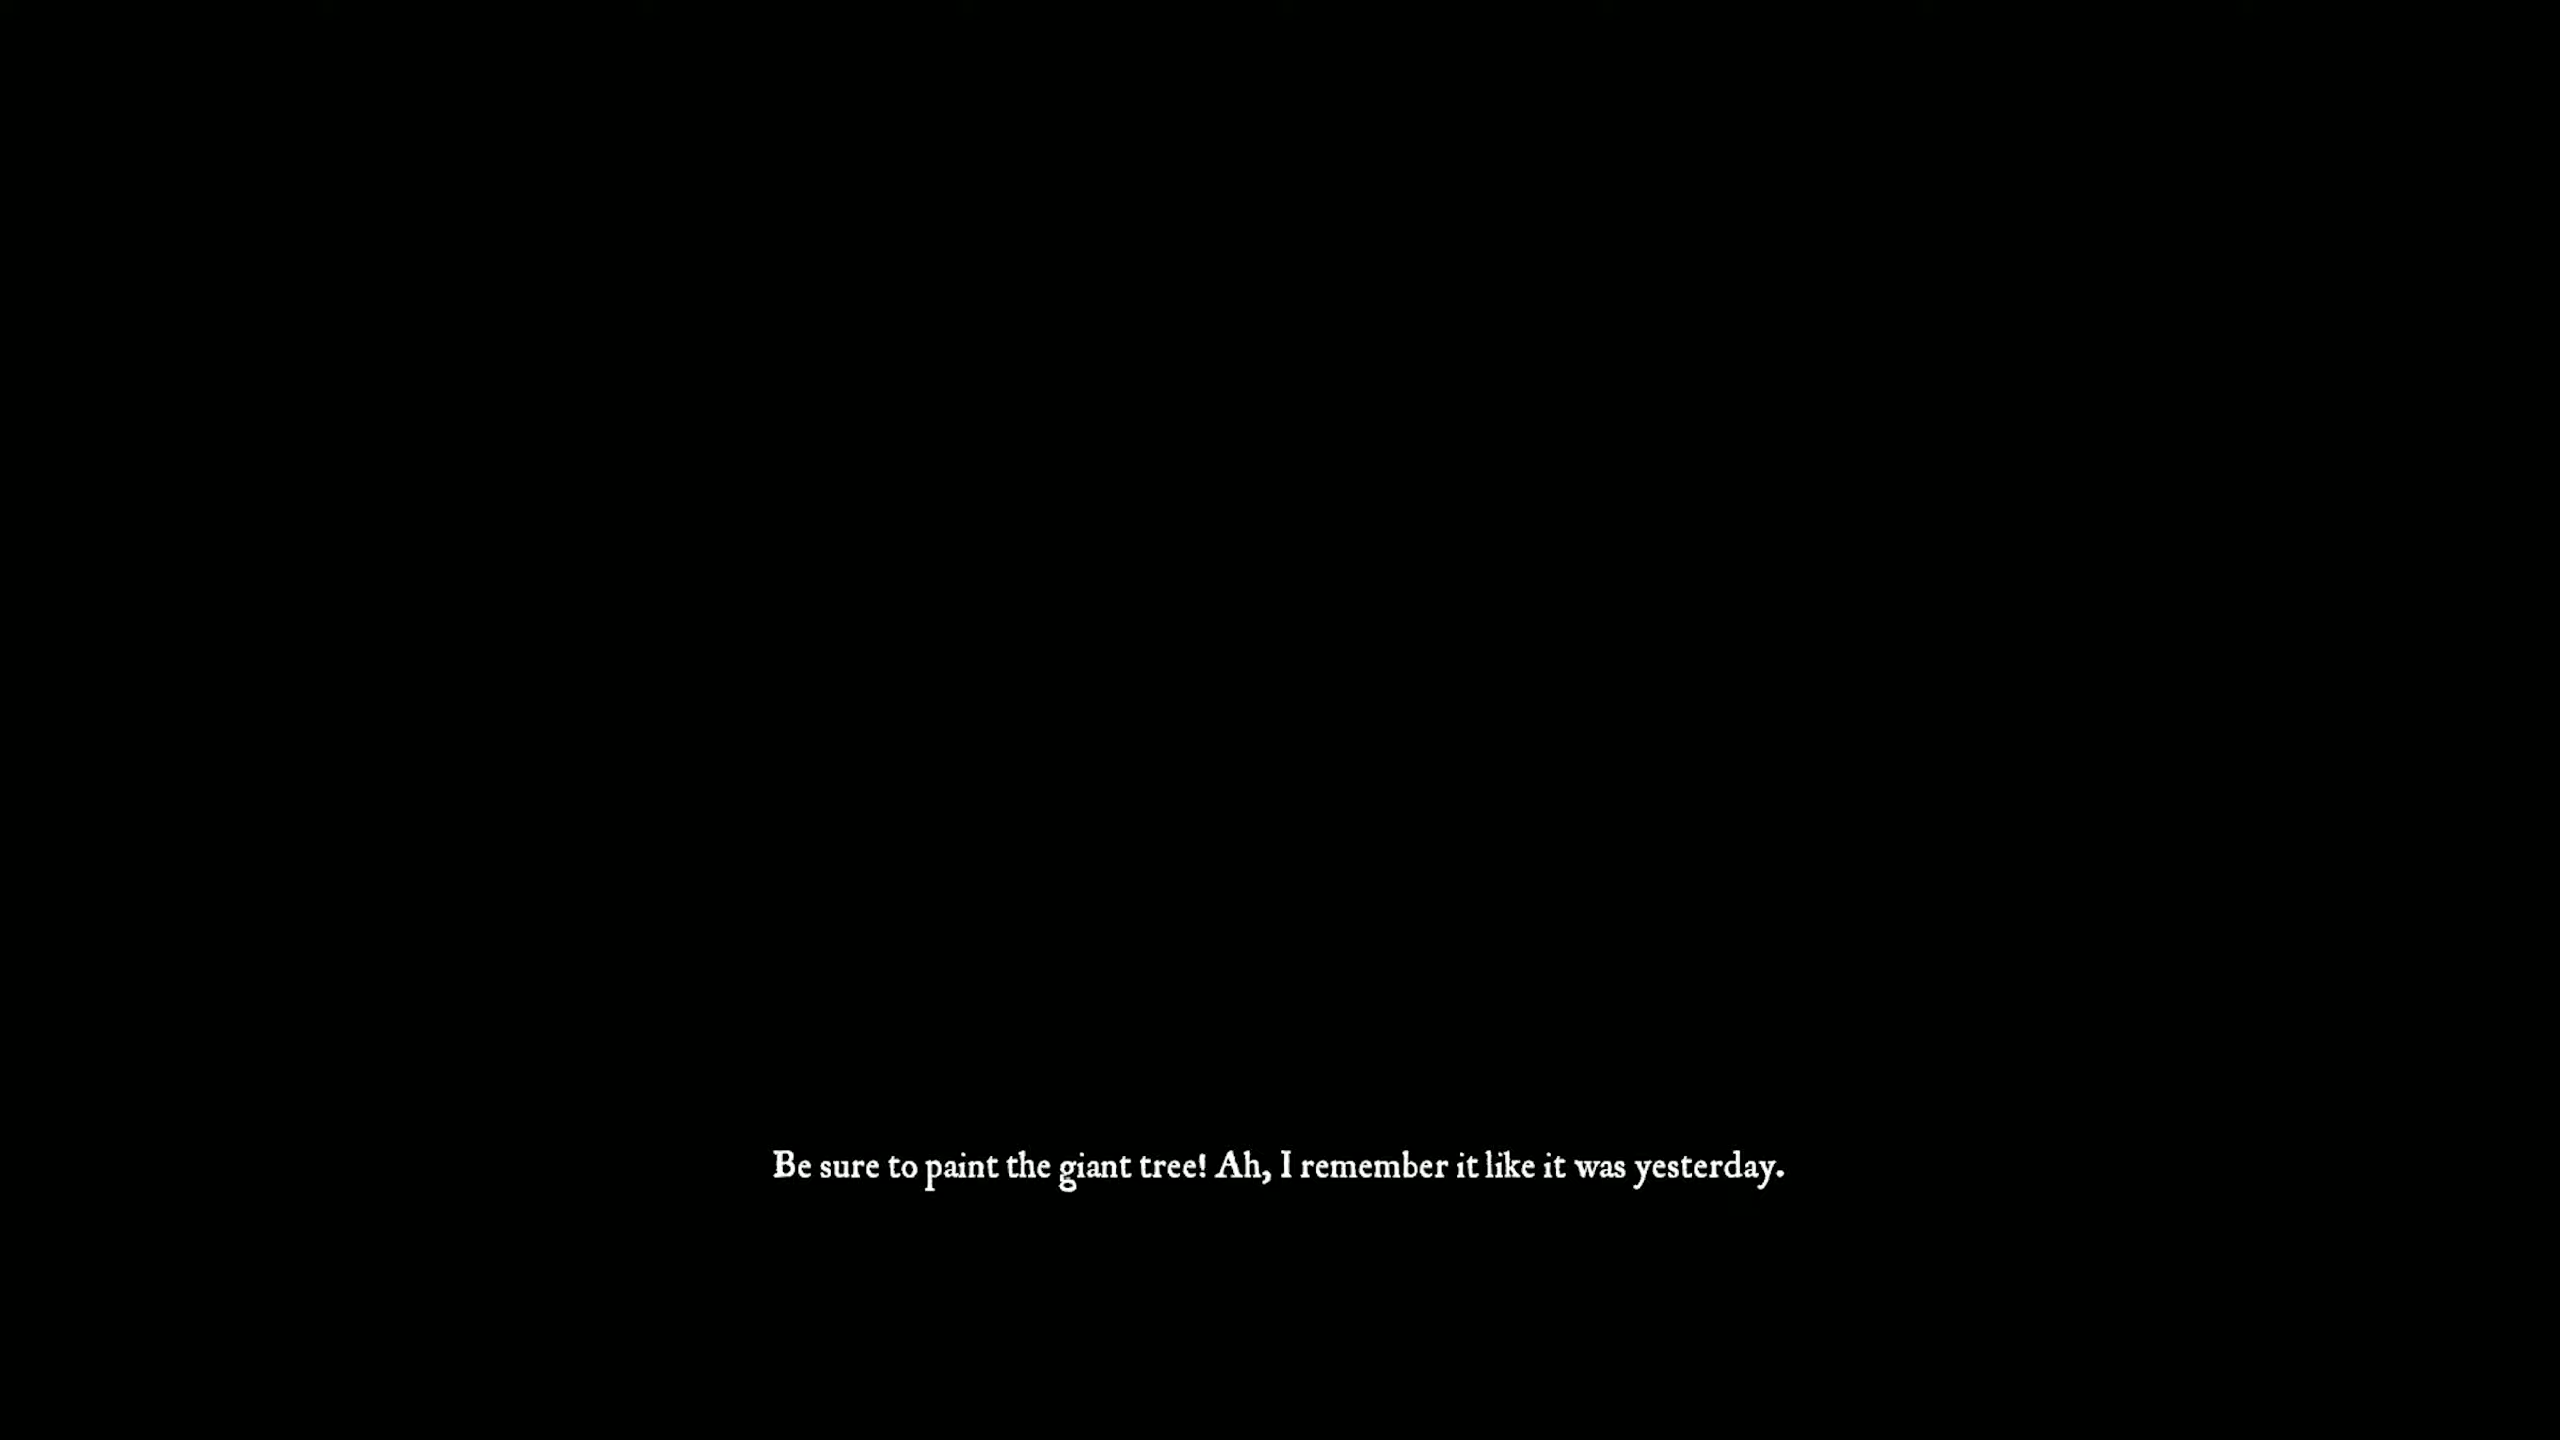 Be sure to paint the giant tree! Ah, I remember it like it was yesterday.